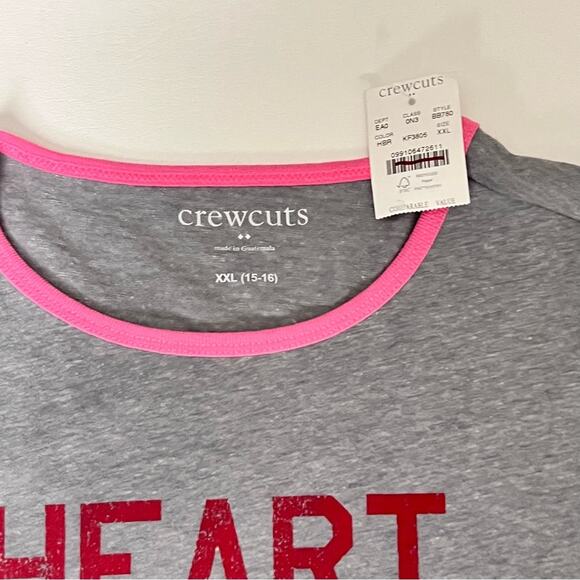 crewcuts
DEPT CLASS STYLE
EA0 0N3 BB780
COLOR SIZE
HBR KF3805 XXL
099106472611
COMPARABLE VALUE
crewcuts
made in Guatemala
XXL (15-16)
HEART